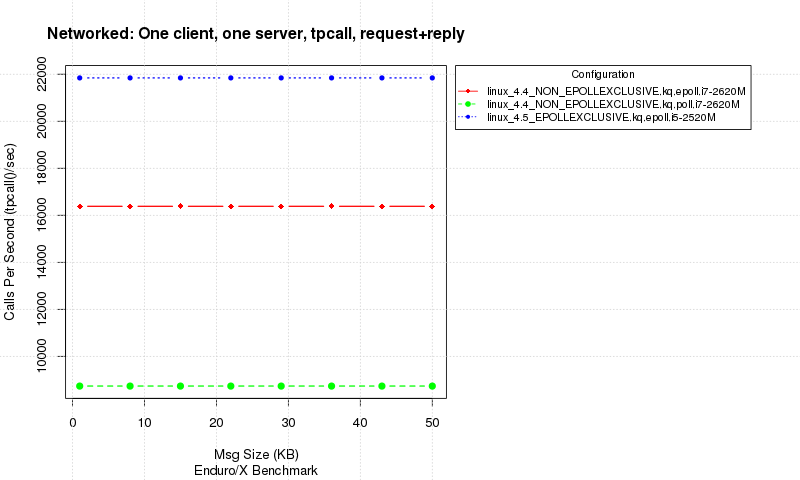 Networked: One client, one server, tpcall, request+reply
Calls Per Second (tpcall()/sec)
22000
20000
18000
16000
14000
12000
10000
0 10 20 30 40 50
Msg Size (KB)
Enduro/X Benchmark
Configuration
linux_4.4_NON_EPOLLEXCLUSIVE,kq,epoll,i7-2620M
linux_4.4_NON_EPOLLEXCLUSIVE,kq,poll,i7-2620M
linux_4.5_EPOLLEXCLUSIVE,kq,epoll,i5-2520M